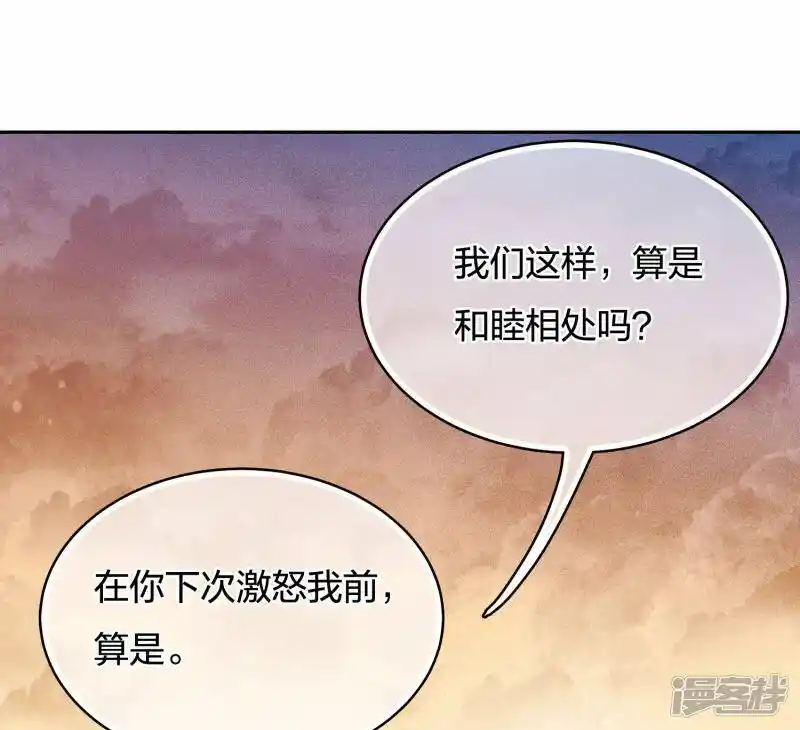 我们这样，算是
和睦相处吗？
在你下次激怒我前，
算是。
漫客栈